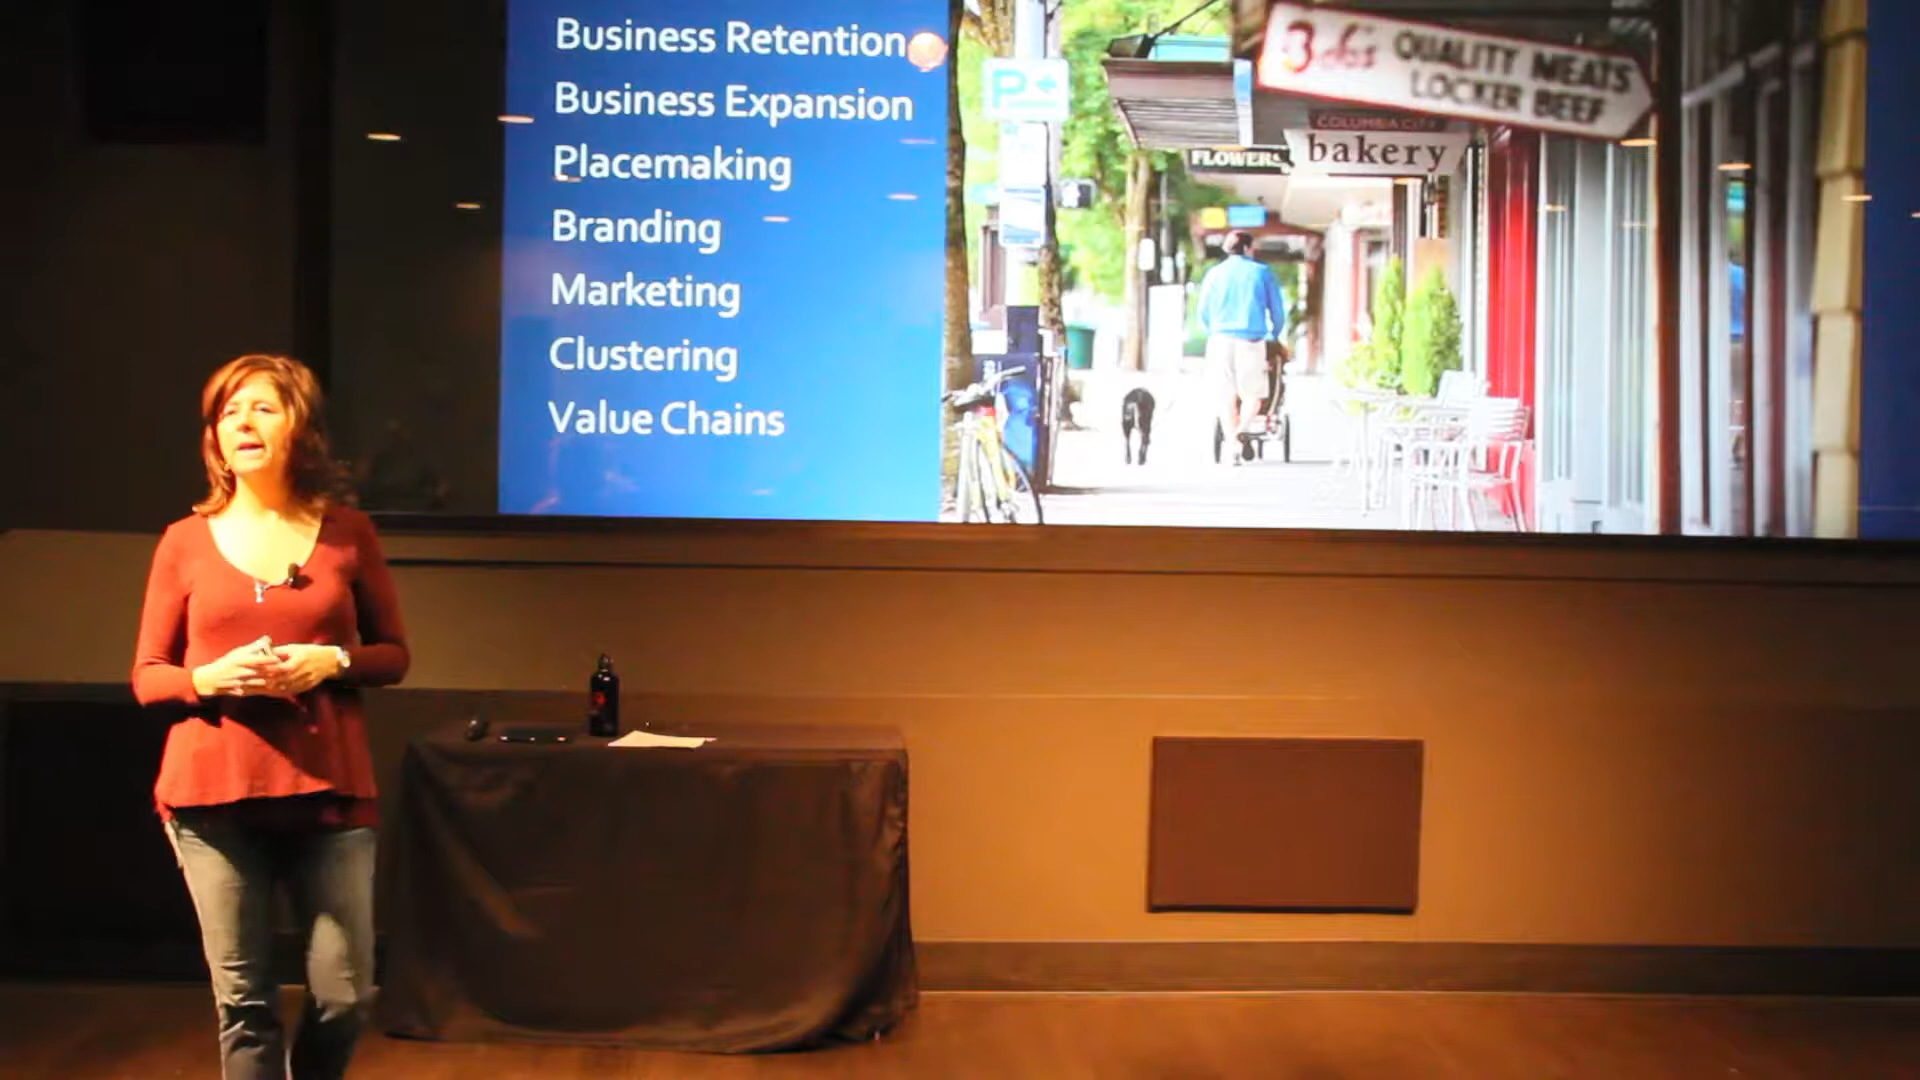 Business Retention
Business Expansion
Placemaking
Branding
Marketing
Clustering
Value Chains
P
QUALITY MEATS
LOCKER BEEF
COLUMBIA CITY
FLOWERS
bakery